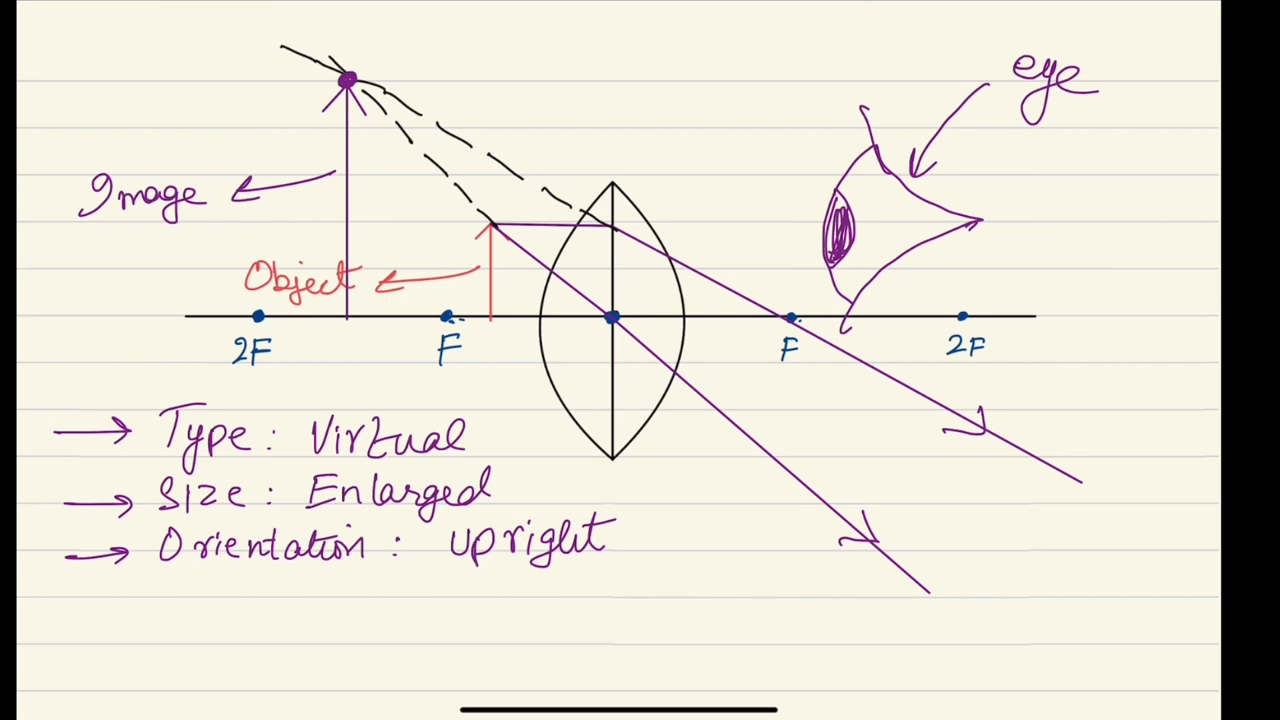 eye
Image
Object
2F F F 2F
Type: Virtual
Size: Enlarged
Orientation: upright